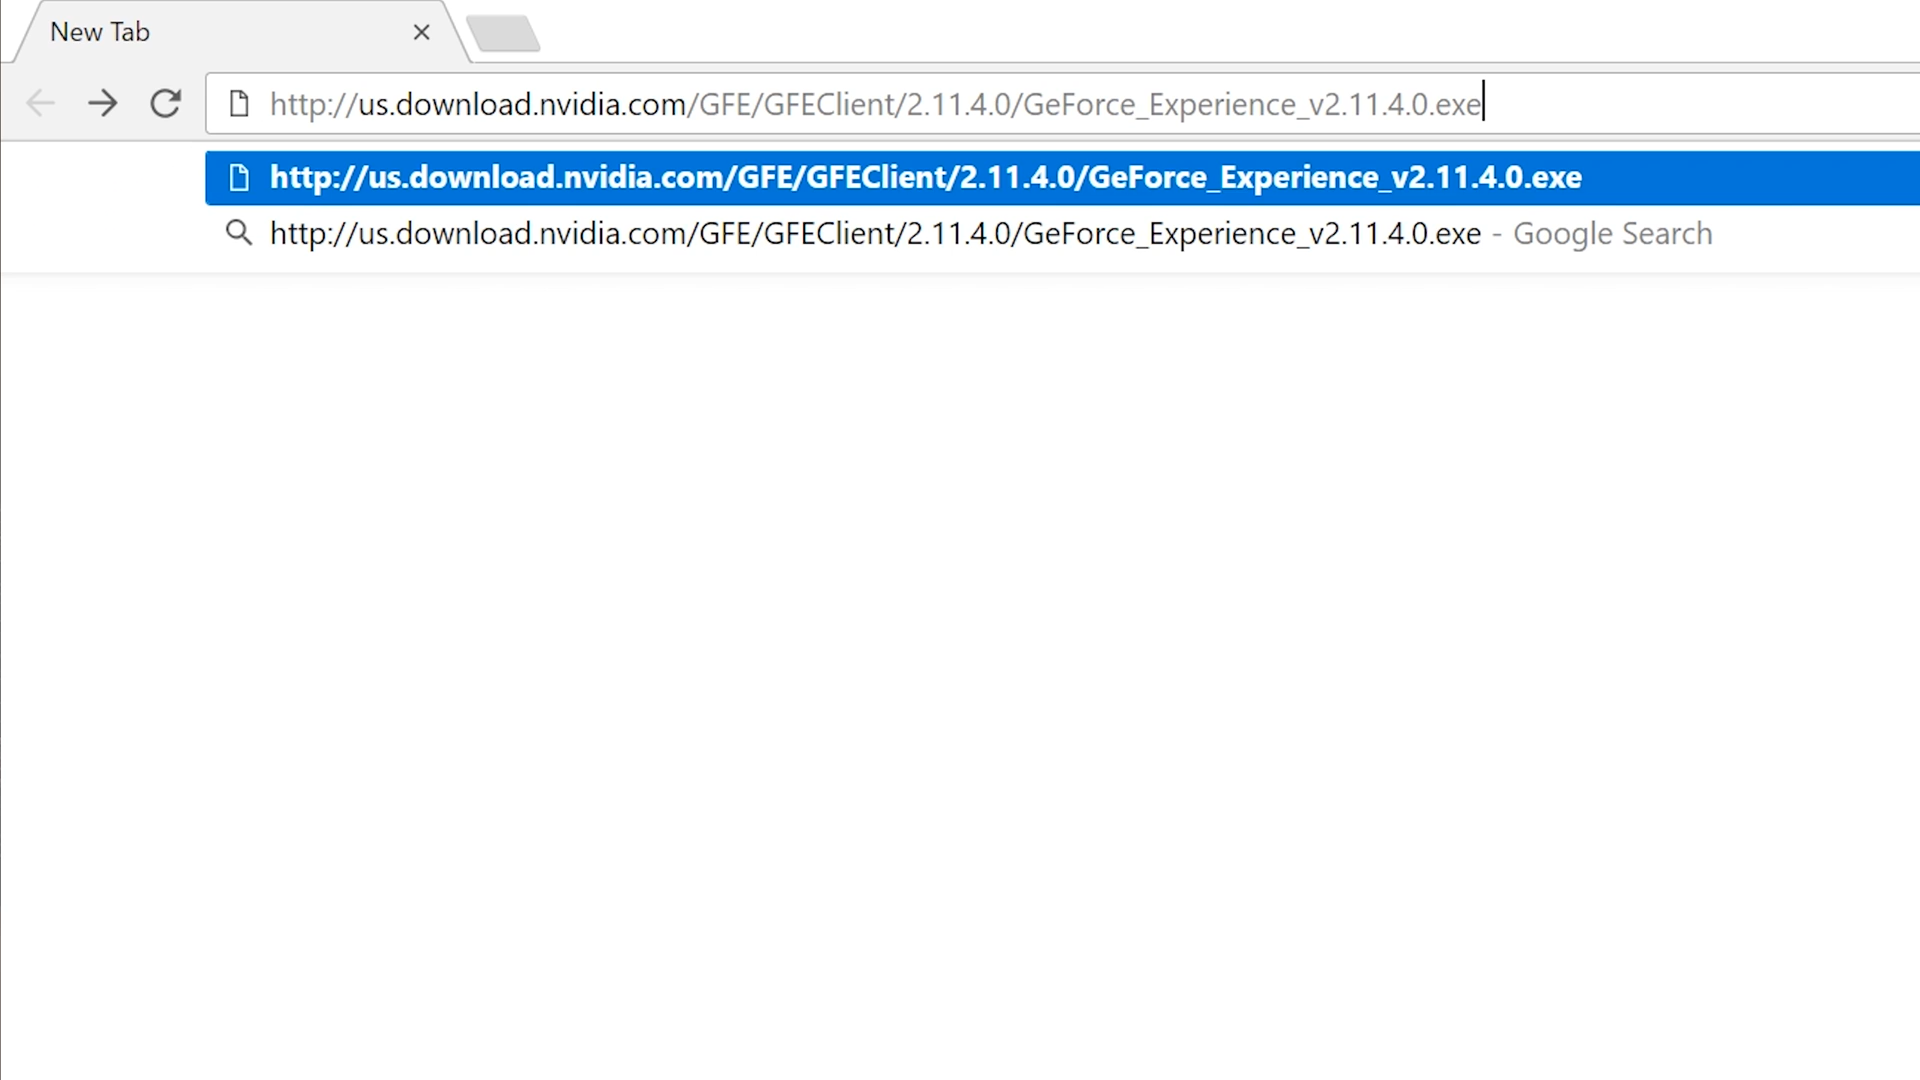 New Tab
http://us.download.nvidia.com/GFE/GFEClient/2.11.4.0/GeForce_Experience_v2.11.4.0.exe
http://us.download.nvidia.com/GFE/GFEClient/2.11.4.0/GeForce_Experience_v2.11.4.0.exe
http://us.download.nvidia.com/GFE/GFEClient/2.11.4.0/GeForce_Experience_v2.11.4.0.exe - Google Search